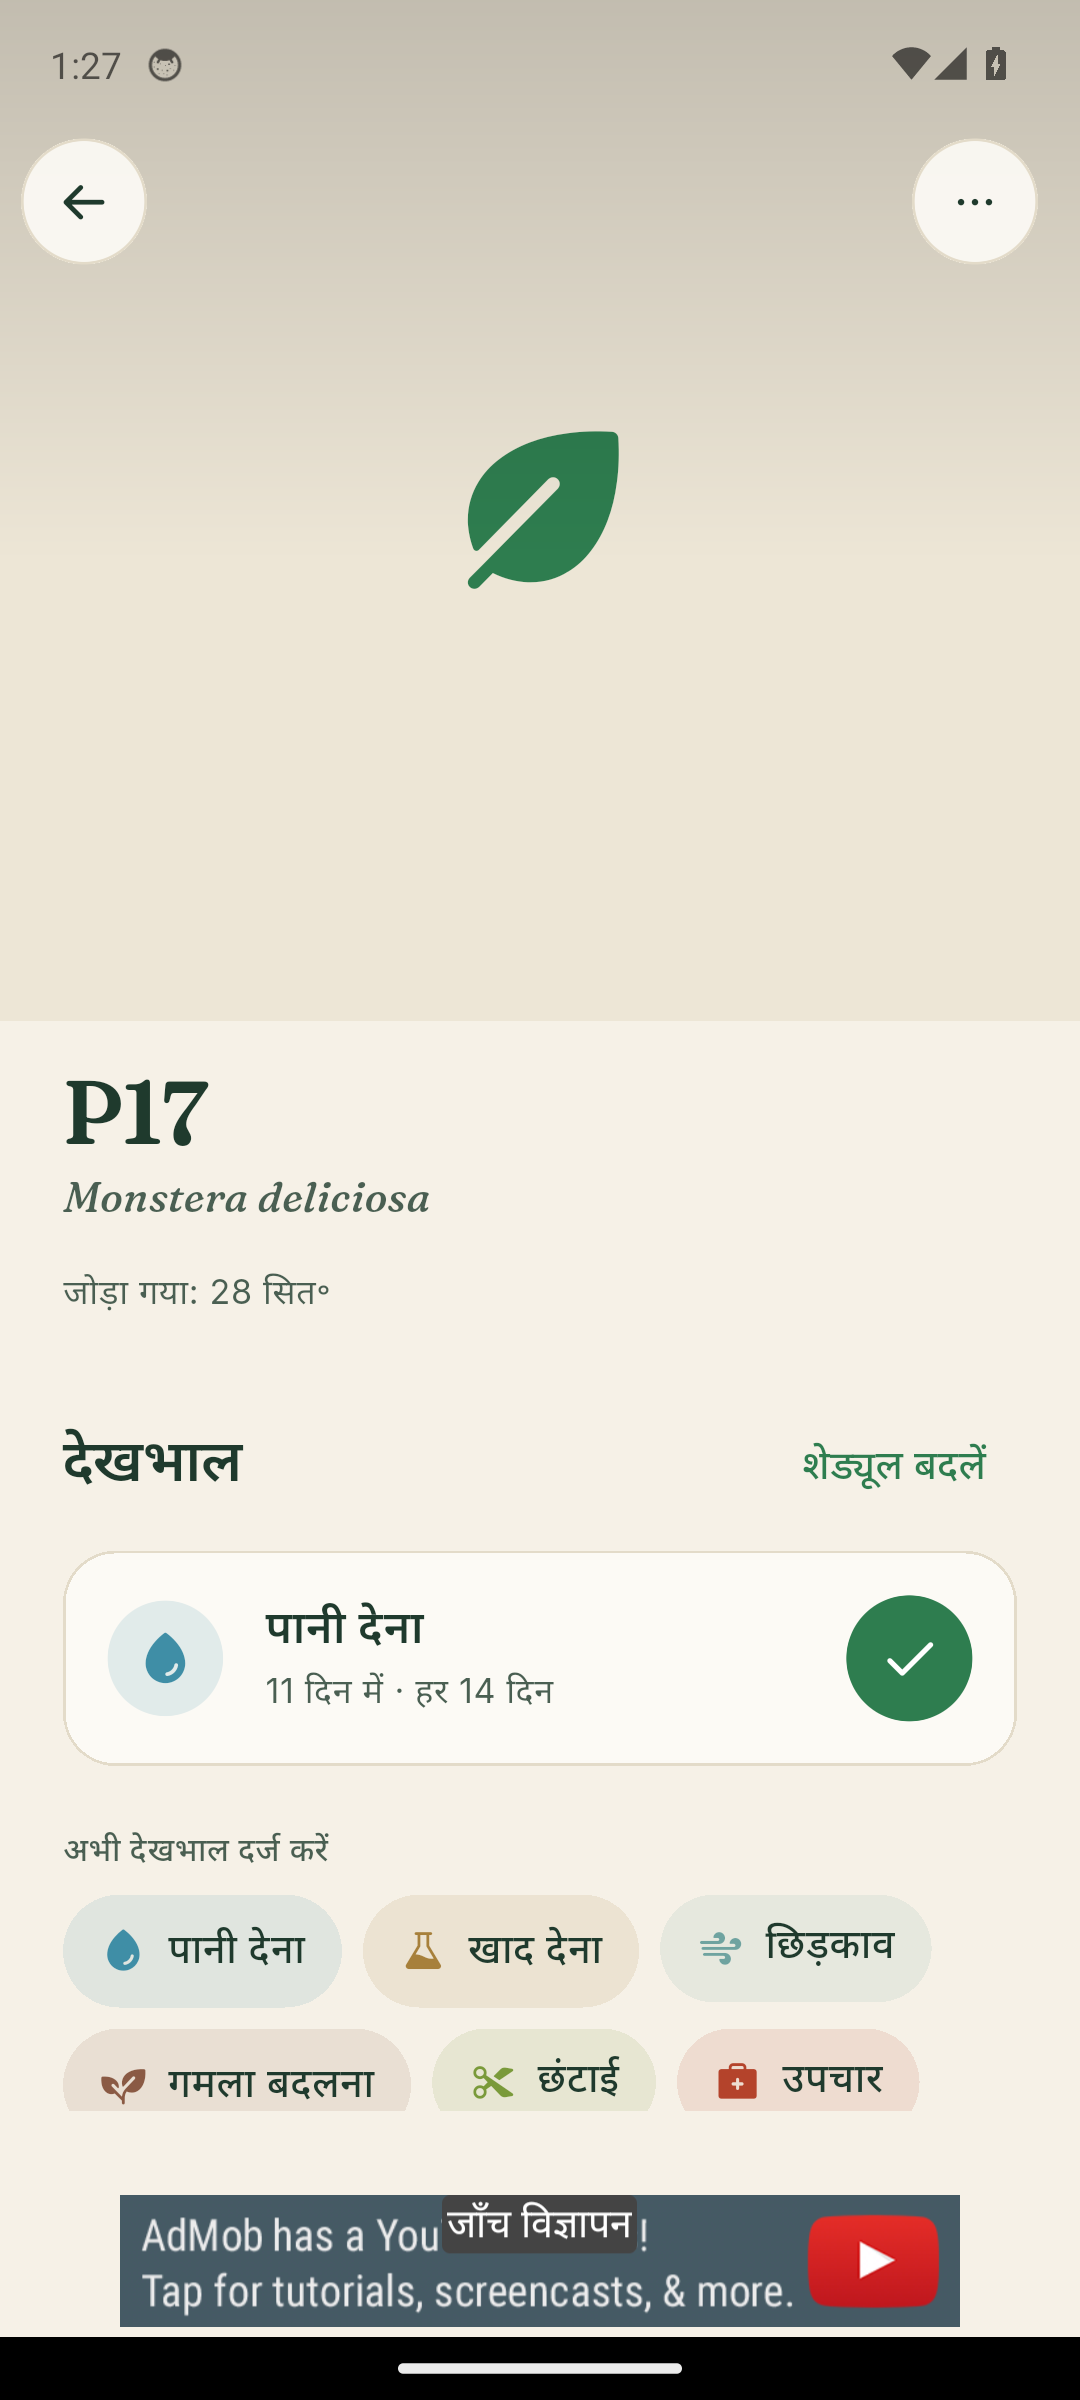 1:27
P17
Monstera deliciosa
जोड़ा गया: 28 सित॰
देखभाल
शेड्यूल बदलें
पानी देना
11 दिन में · हर 14 दिन
अभी देखभाल दर्ज करें
पानी देना
खाद देना
छिड़काव
गमला बदलना
छंटाई
उपचार
जाँच विज्ञापन
AdMob has a You !
Tap for tutorials, screencasts, & more.